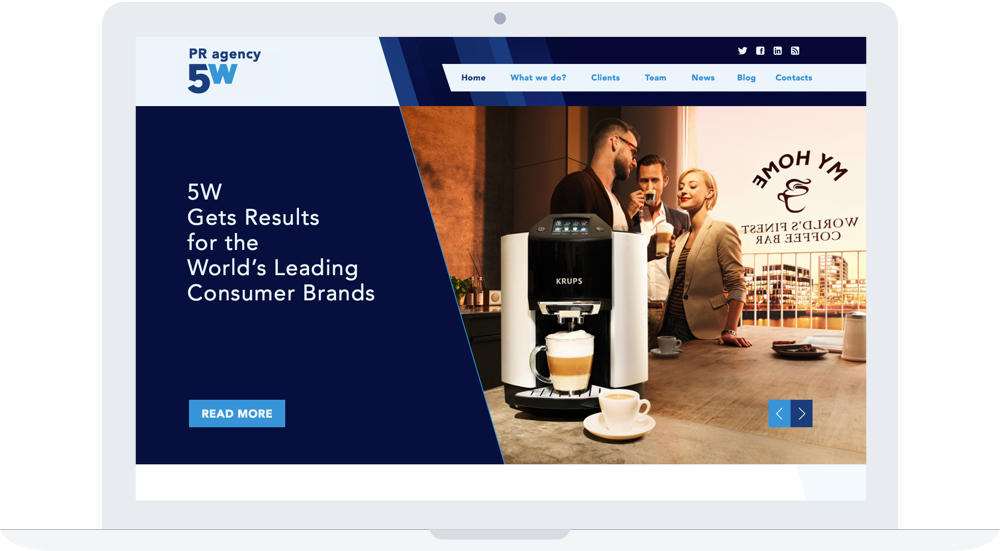 PR agency
5W
Home What we do? Clients Team News Blog Contacts
5W
Gets Results
for the
World's Leading
Consumer Brands
READ MORE
MY HOME
WORLD'S FINEST
COFFEE BAR
KRUPS